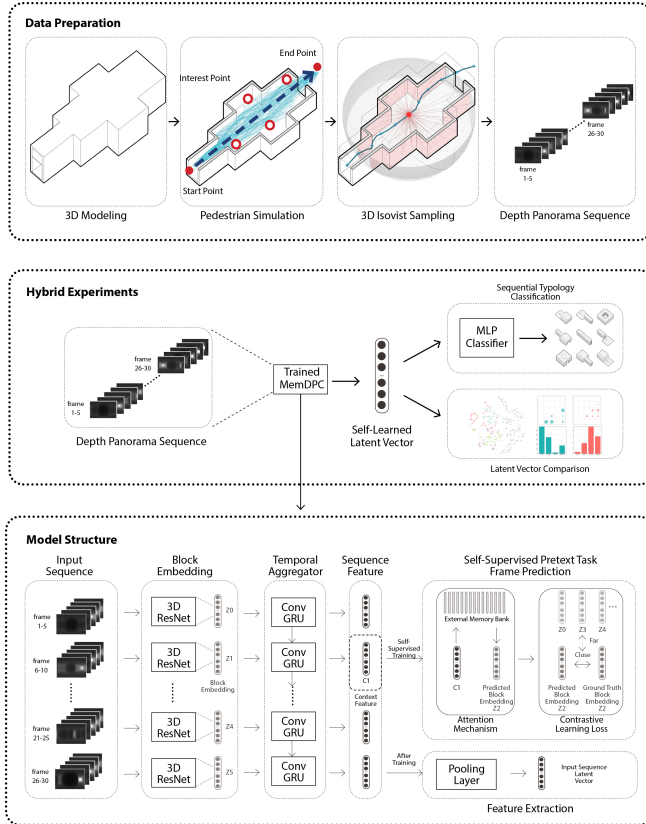 Data Preparation
End Point
Interest Point
Start Point
frame
26-30
frame
1-5
3D Modeling
Pedestrian Simulation
3D Isovist Sampling
Depth Panorama Sequence
Hybrid Experiments
Sequential Typology
Classification
frame
26-30
frame
1-5
Depth Panorama Sequence
Trained
MemDPC
Self-Learned
Latent Vector
MLP
Classifier
Latent Vector Comparison
Model Structure
Input
Sequence
Block
Embedding
Temporal
Aggregator
Sequence
Feature
Self-Supervised Pretext Task
Frame Prediction
frame
1-5
3D
ResNet
Z0
Conv
GRU
External Memory Bank
Z0
Z3
Z4
...
Far
Close
frame
6-10
3D
ResNet
Z1
Block
Embedding
Conv
GRU
C1
Context
Feature
Self-
Supervised
Training
C1
Predicted
Block
Embedding
Z2
Attention
Mechanism
Predicted
Block
Embedding
Z2
Ground Truth
Block
Embedding
Z2
Contrastive
Learning Loss
frame
21-25
3D
ResNet
Z4
Conv
GRU
frame
26-30
3D
ResNet
Z5
Conv
GRU
After
Training
Pooling
Layer
Input Sequence
Latent
Vector
Feature Extraction